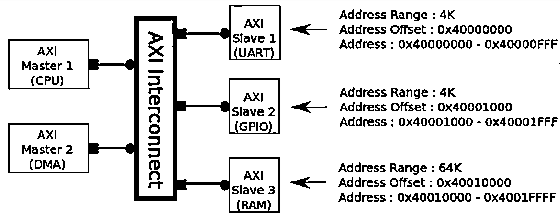 AXI
Master 1
(CPU)
AXI
Master 2
(DMA)
AXI Interconnect
AXI
Slave 1
(UART)
AXI
Slave 2
(GPIO)
AXI
Slave 3
(RAM)
Address Range : 4K
Address Offset : 0x40000000
Address : 0x40000000 - 0x40000FFF
Address Range : 4K
Address Offset : 0x40001000
Address : 0x40001000 - 0x40001FFF
Address Range : 64K
Address Offset : 0x40010000
Address : 0x40010000 - 0x4001FFFF